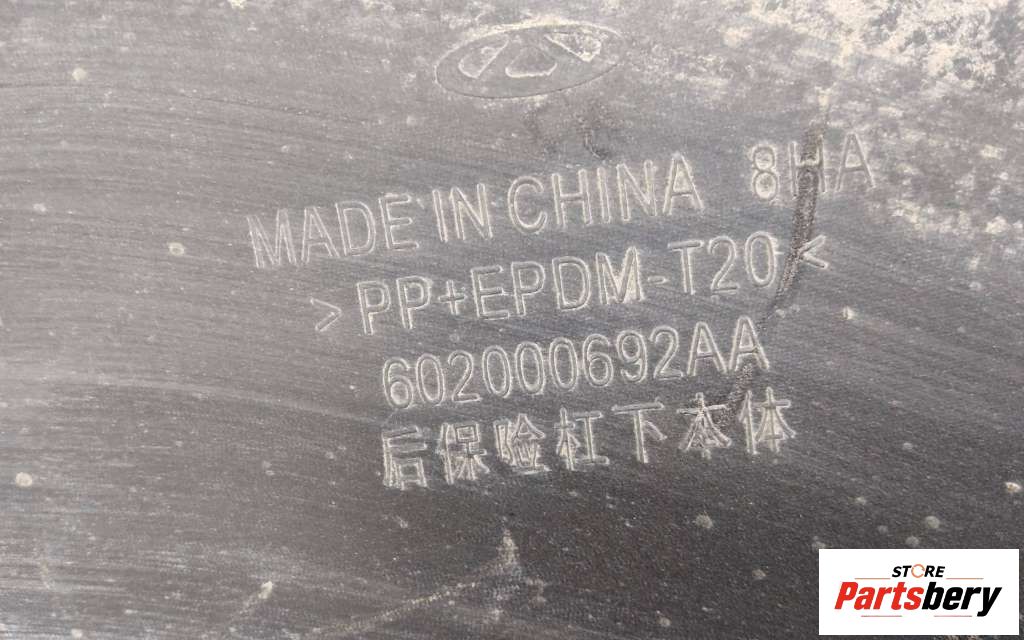 MADE IN CHINA 8HA
>PP+EPDM-T20<
602000692AA
后保险杠下本体
STORE
Partsbery